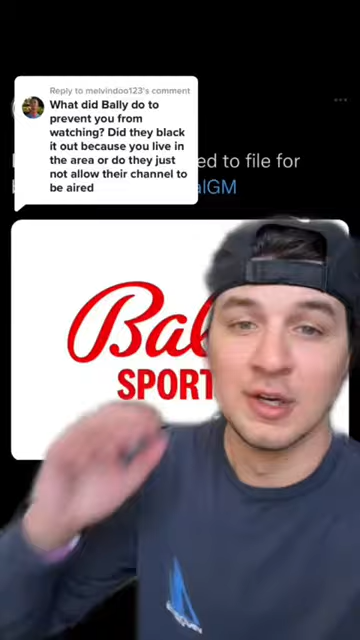 Reply to melvindoo123's comment
What did Bally do to
prevent you from
watching? Did they black
it out because you live in
the area or do they just
not allow their channel to
be aired
ed to file for
alGM
Bal
SPORT